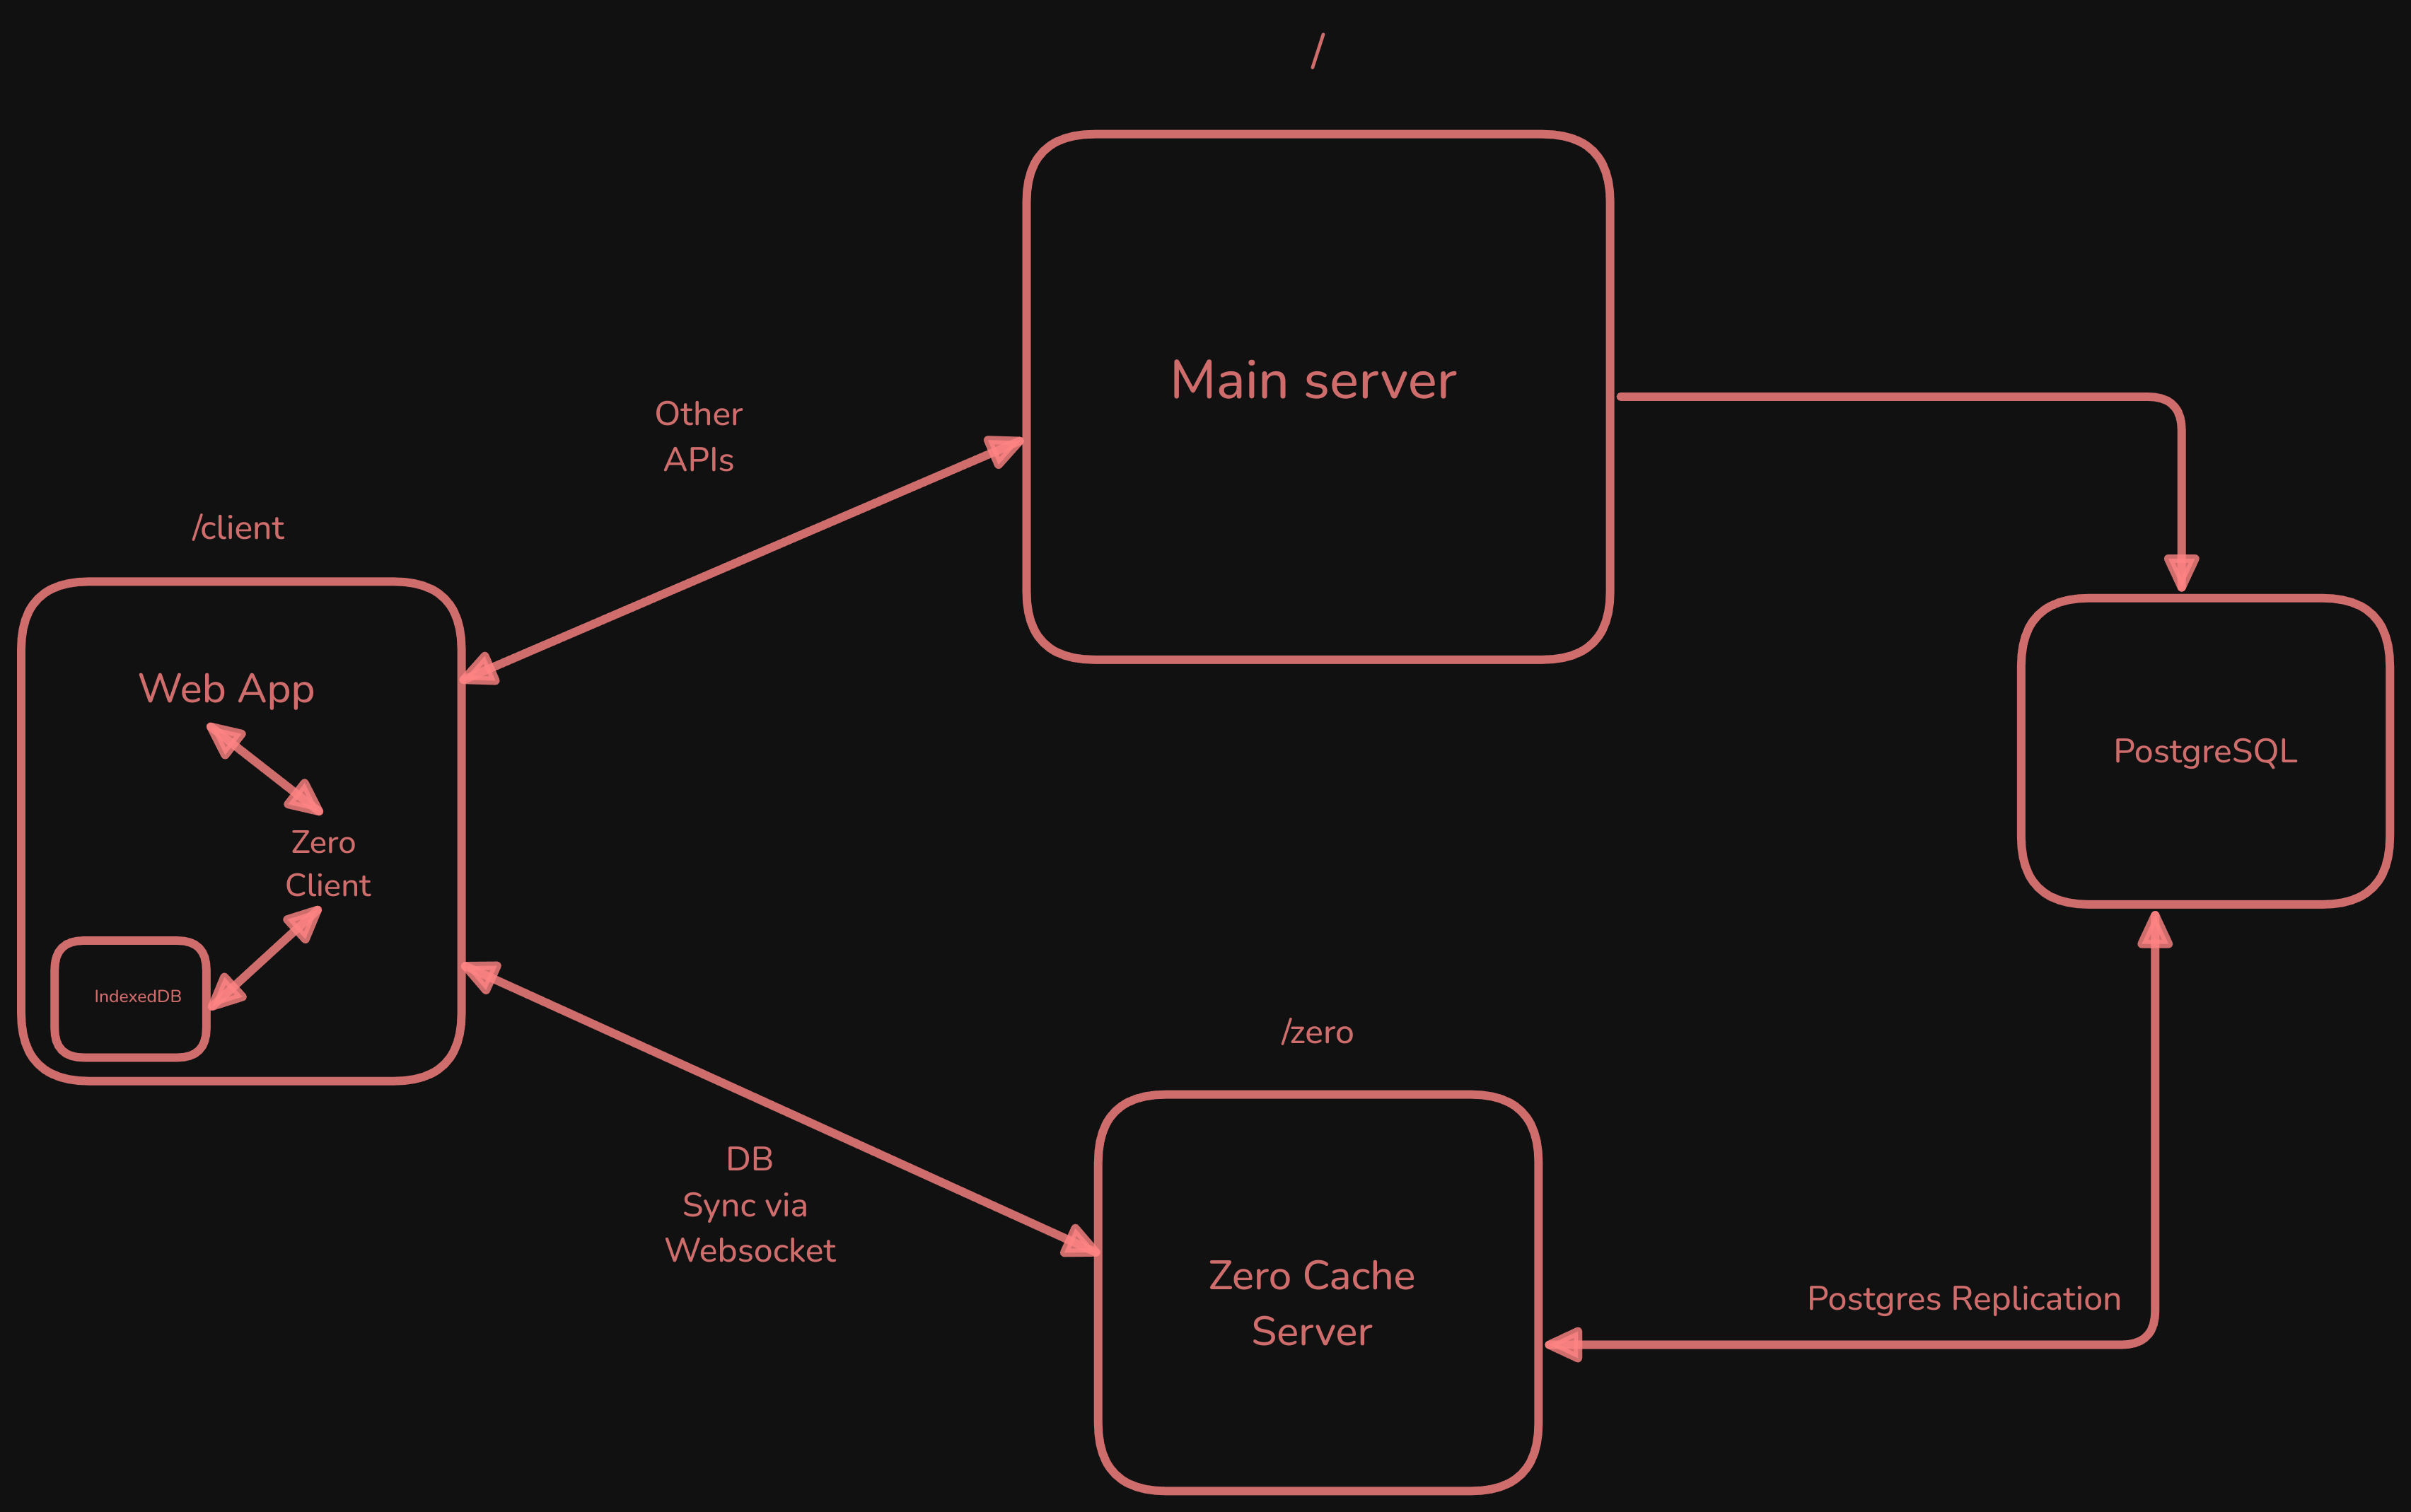 /
Main server
Other
APIs
/client
Web App
Zero
Client
IndexedDB
PostgreSQL
/zero
DB
Sync via
Websocket
Zero Cache
Server
Postgres Replication